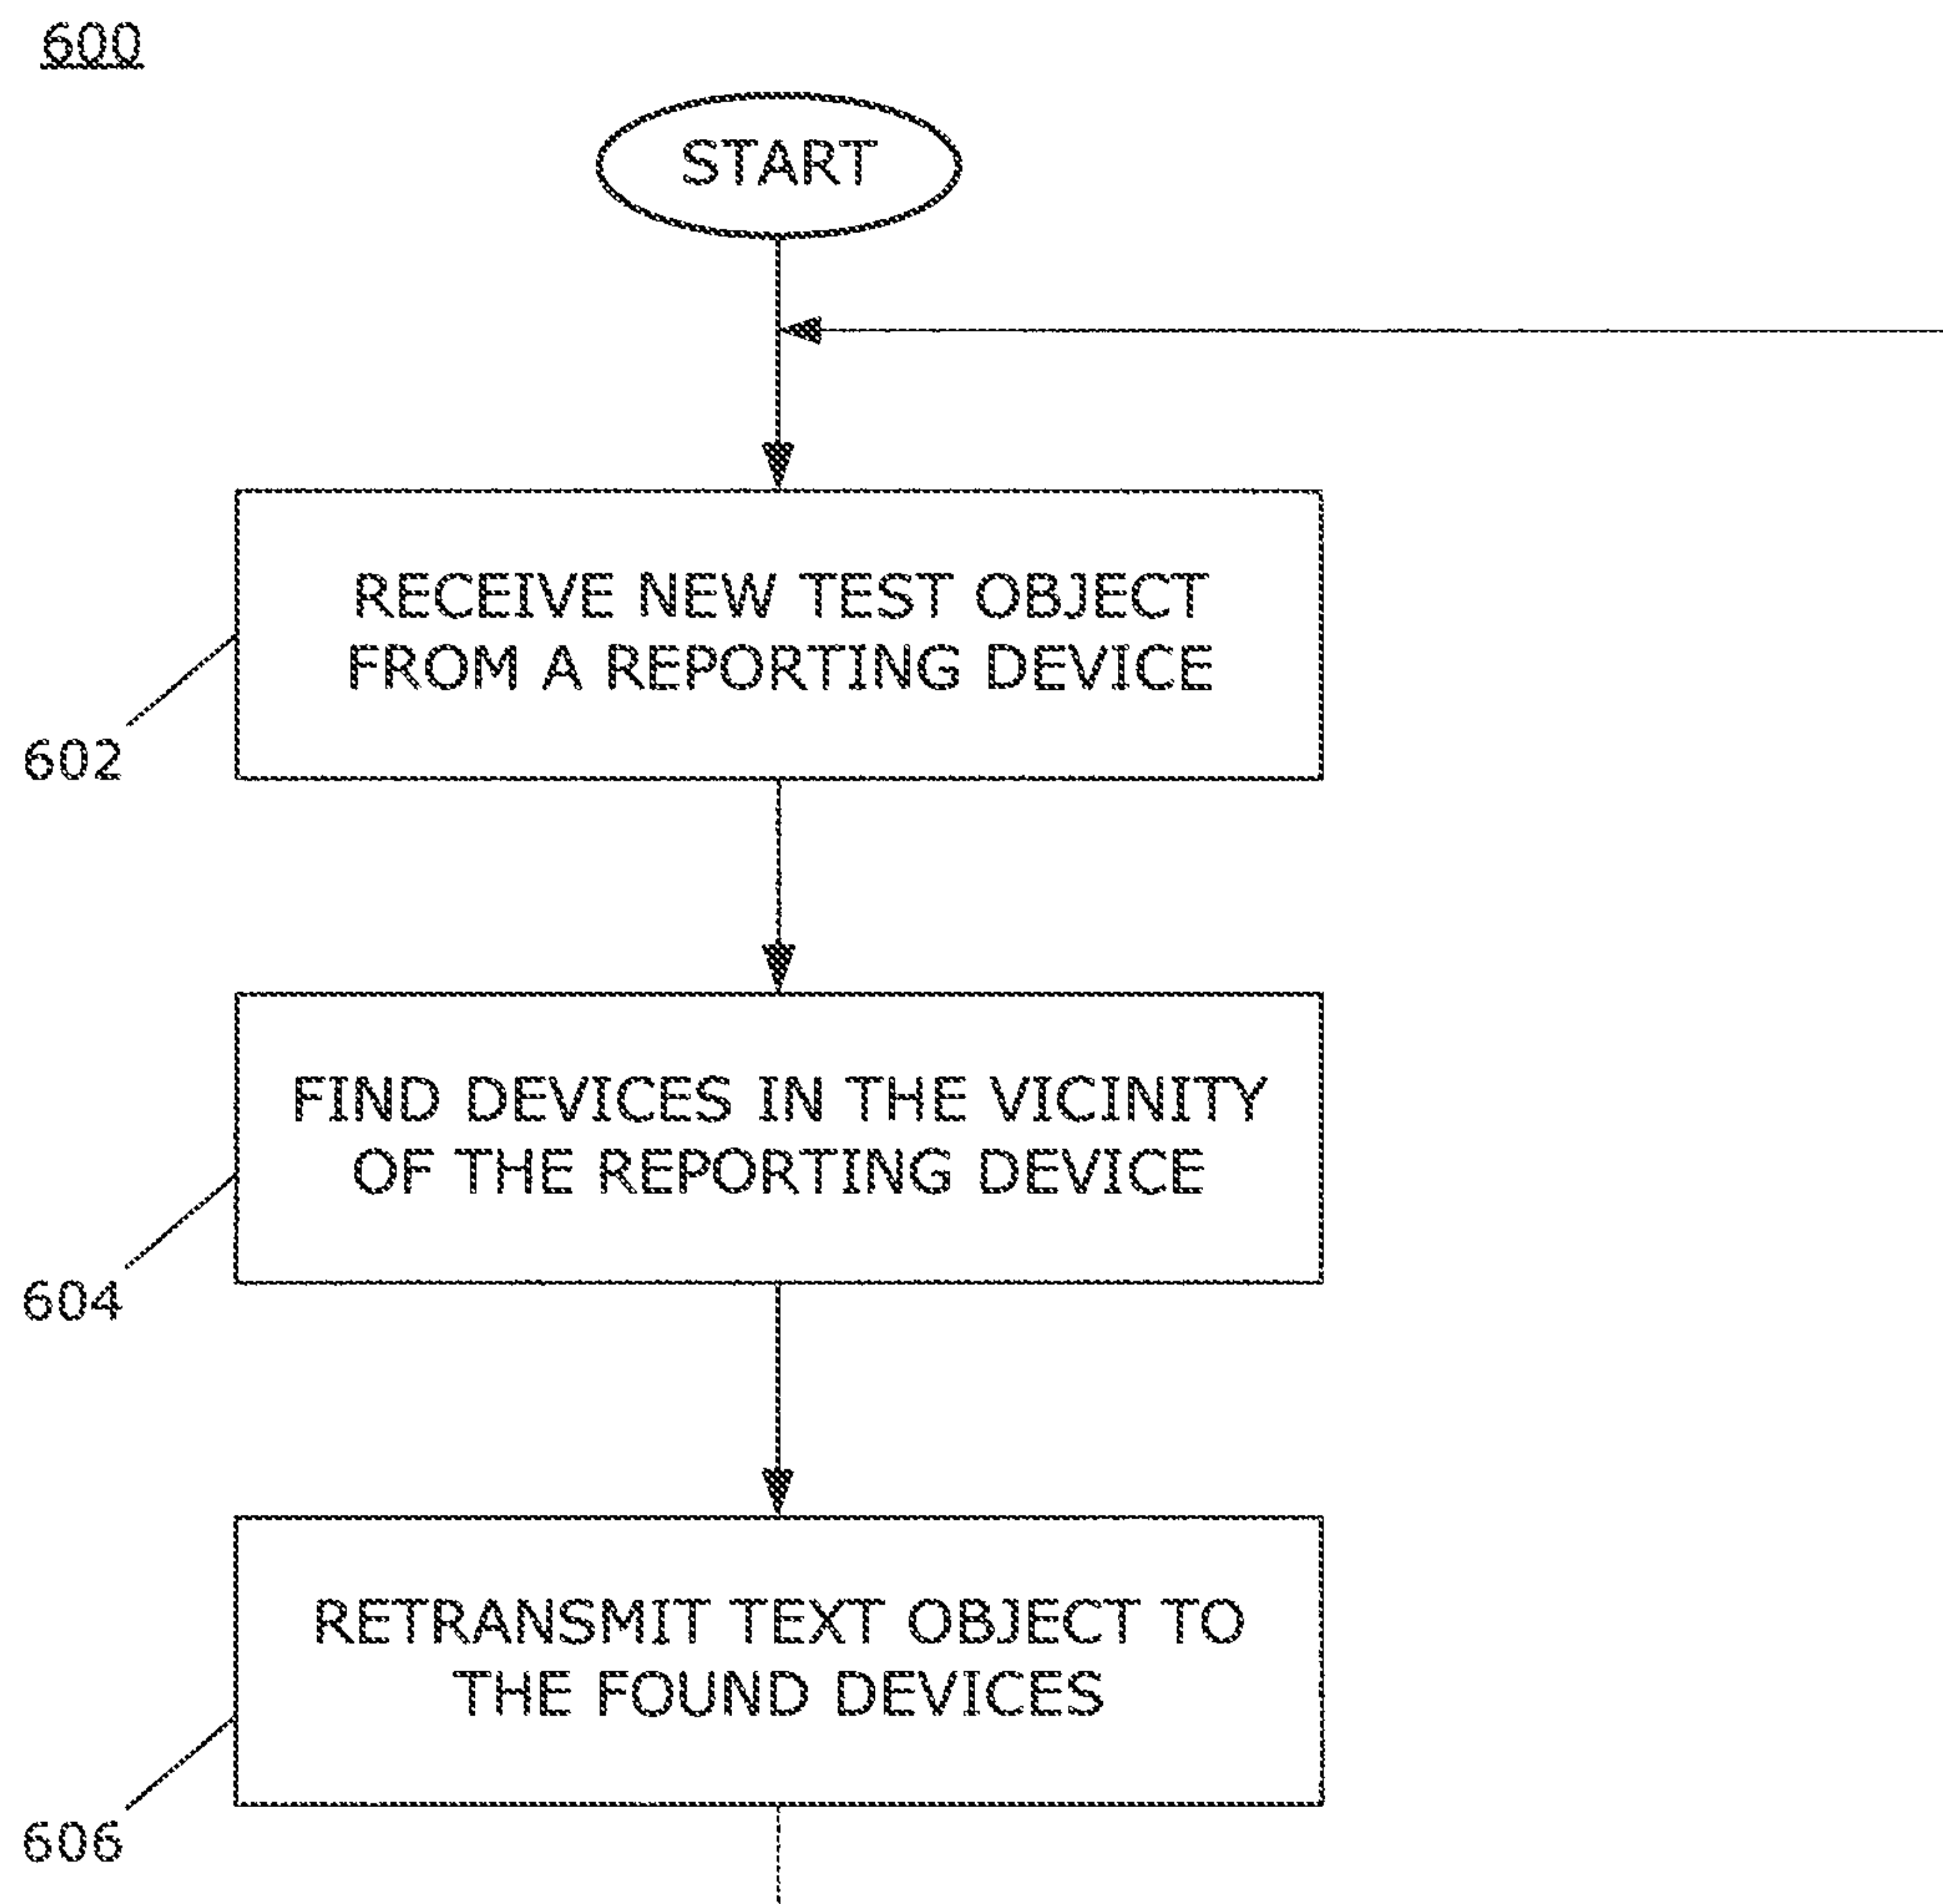 600
START
RECEIVE NEW TEST OBJECT
FROM A REPORTING DEVICE
602
FIND DEVICES IN THE VICINITY
OF THE REPORTING DEVICE
604
RETRANSMIT TEXT OBJECT TO
THE FOUND DEVICES
606